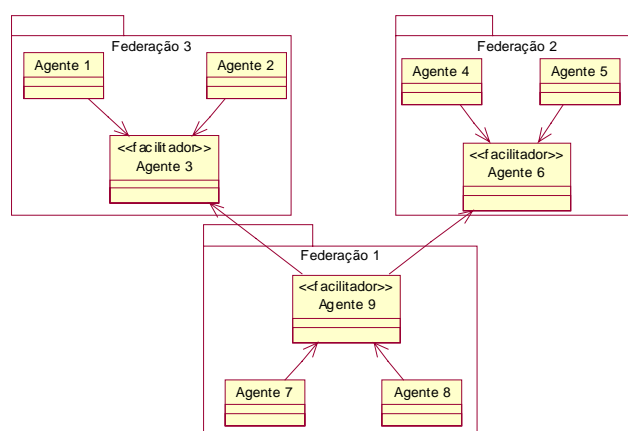 Federação 3
Agente 1
Agente 2
<<facilitador>>
Agente 3
Federação 2
Agente 4
Agente 5
<<facilitador>>
Agente 6
Federação 1
<<facilitador>>
Agente 9
Agente 7
Agente 8